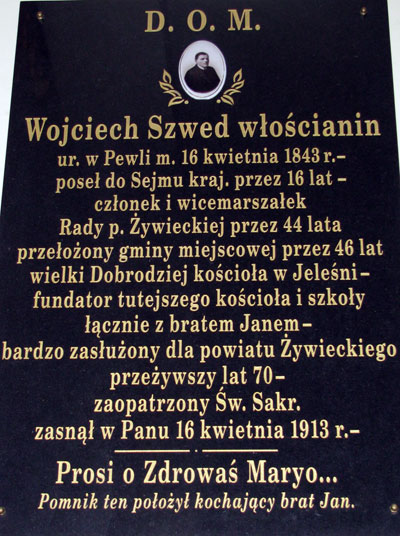 D. O. M.
Wojciech Szwed włościanin
ur. w Pewli m. 16 kwietnia 1843 r.–
poseł do Sejmu kraj. przez 16 lat –
członek i wicemarszałek
Rady p. Żywieckiej przez 44 lata
przełożony gminy miejscowej przez 46 lat
wielki Dobrodziej kościoła w Jeleśni–
fundator tutejszego kościoła i szkoły
łącznie z bratem Janem–
bardzo zasłużony dla powiatu Żywieckiego
przeżywszy lat 70–
zaopatrzony Św. Sakr.
zasnął w Panu 16 kwietnia 1913 r.–
Prosi o Zdrowaś Maryo...
Pomnik ten położył kochający brat Jan.